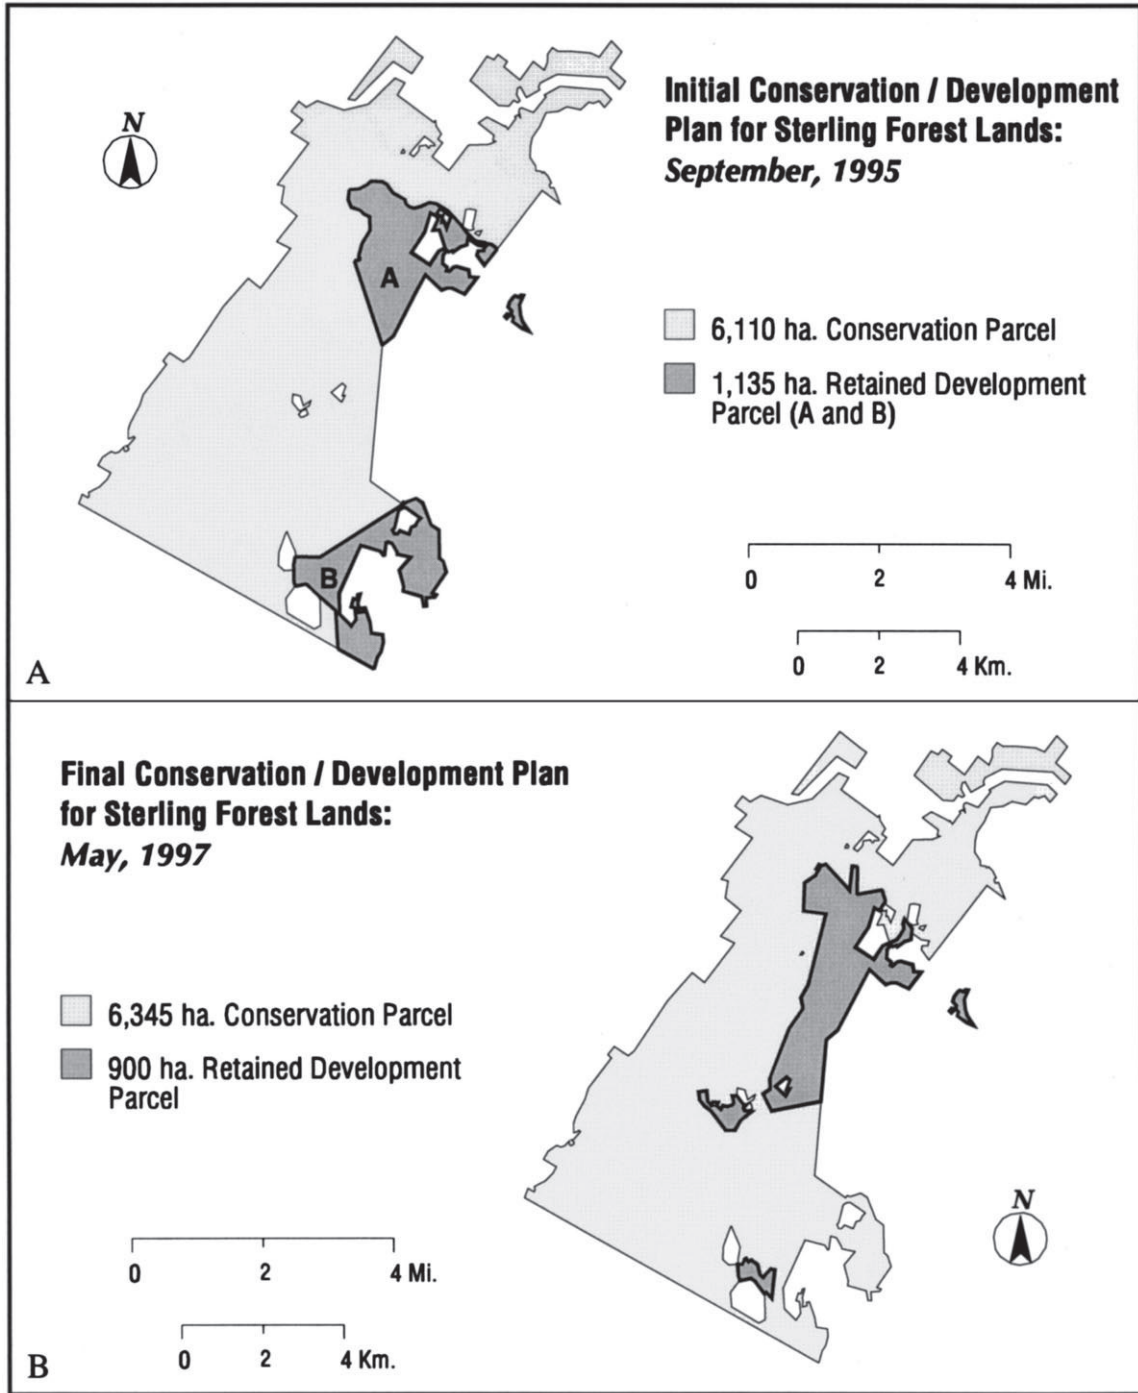 Initial Conservation / Development
Plan for Sterling Forest Lands:
September, 1995
N
6,110 ha. Conservation Parcel
1,135 ha. Retained Development
Parcel (A and B)
A
B
0 2 4 Mi.
0 2 4 Km.
A
Final Conservation / Development Plan
for Sterling Forest Lands:
May, 1997
6,345 ha. Conservation Parcel
900 ha. Retained Development
Parcel
N
0 2 4 Mi.
0 2 4 Km.
B